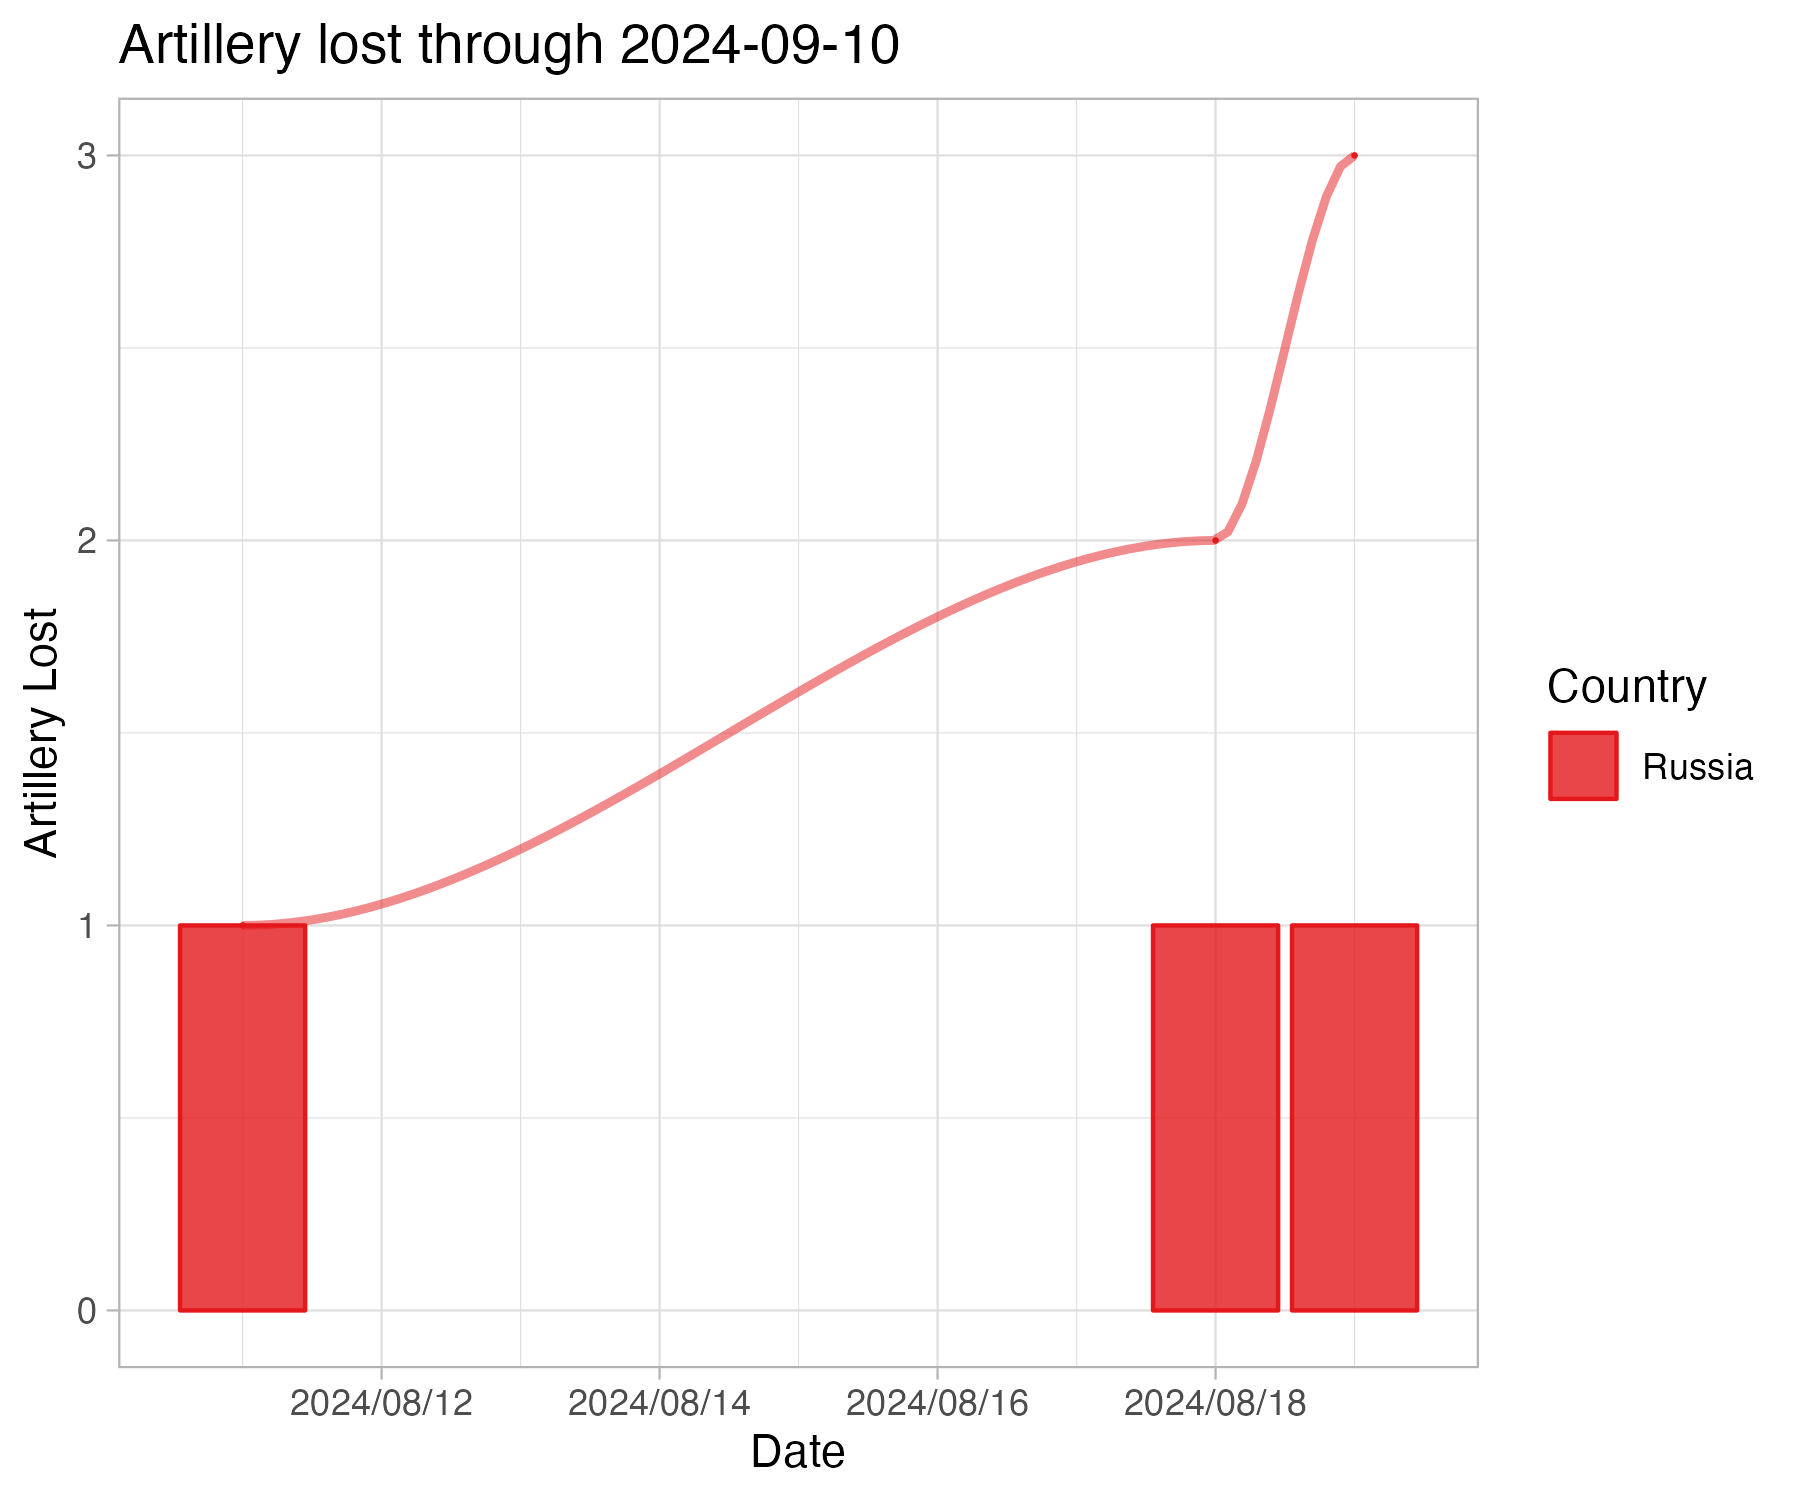 Artillery lost through 2024-09-10
Artillery Lost
3
2
1
0
2024/08/12 2024/08/14 2024/08/16 2024/08/18
Date
Country
Russia